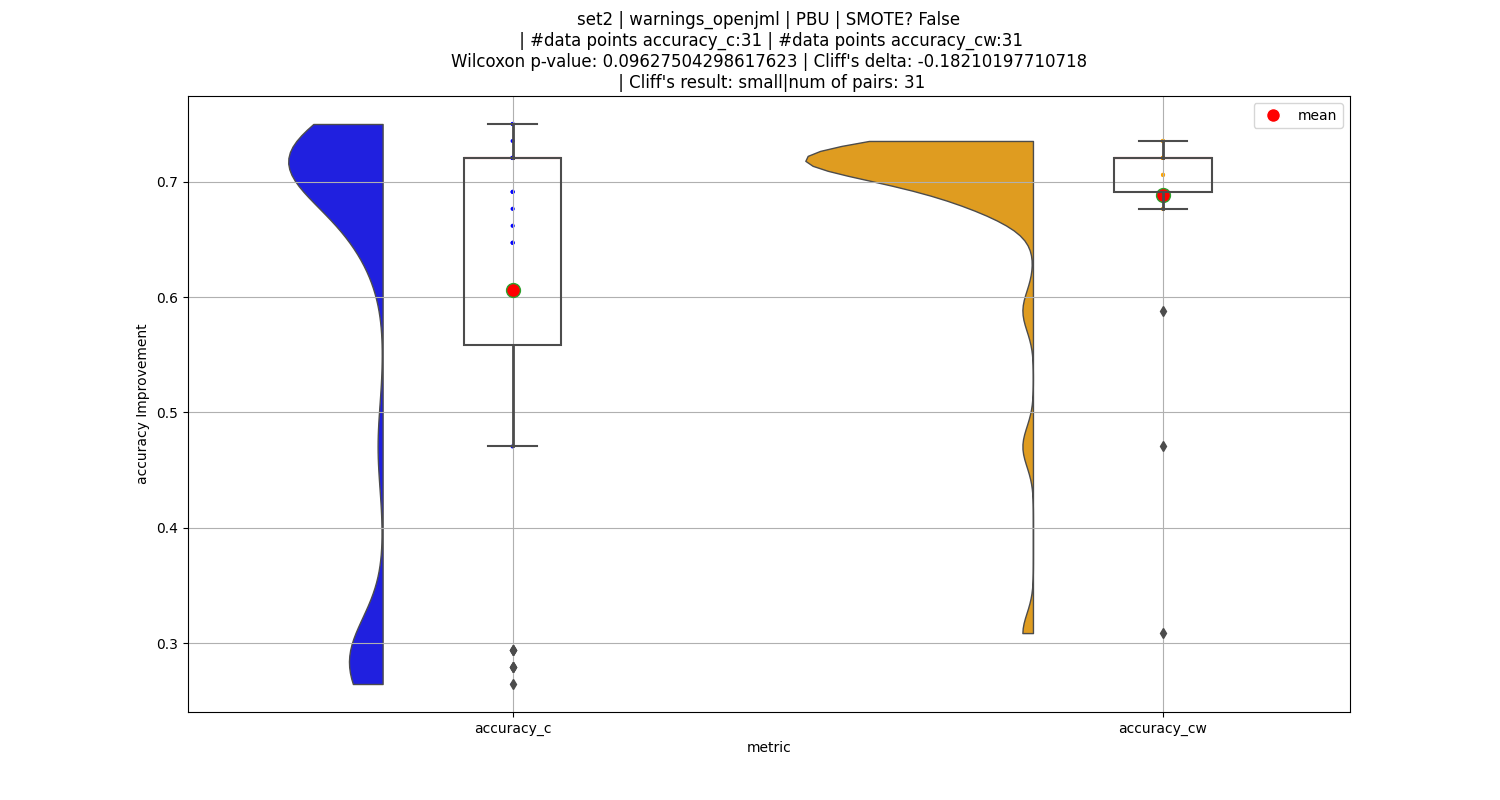 set2 | warnings_openjml | PBU | SMOTE? False
| #data points accuracy_c:31 | #data points accuracy_cw:31
Wilcoxon p-value: 0.09627504298617623 | Cliff's delta: -0.18210197710718
| Cliff's result: small|num of pairs: 31
mean
0.7
0.6
0.5
0.4
0.3
accuracy Improvement
accuracy_c
accuracy_cw
metric